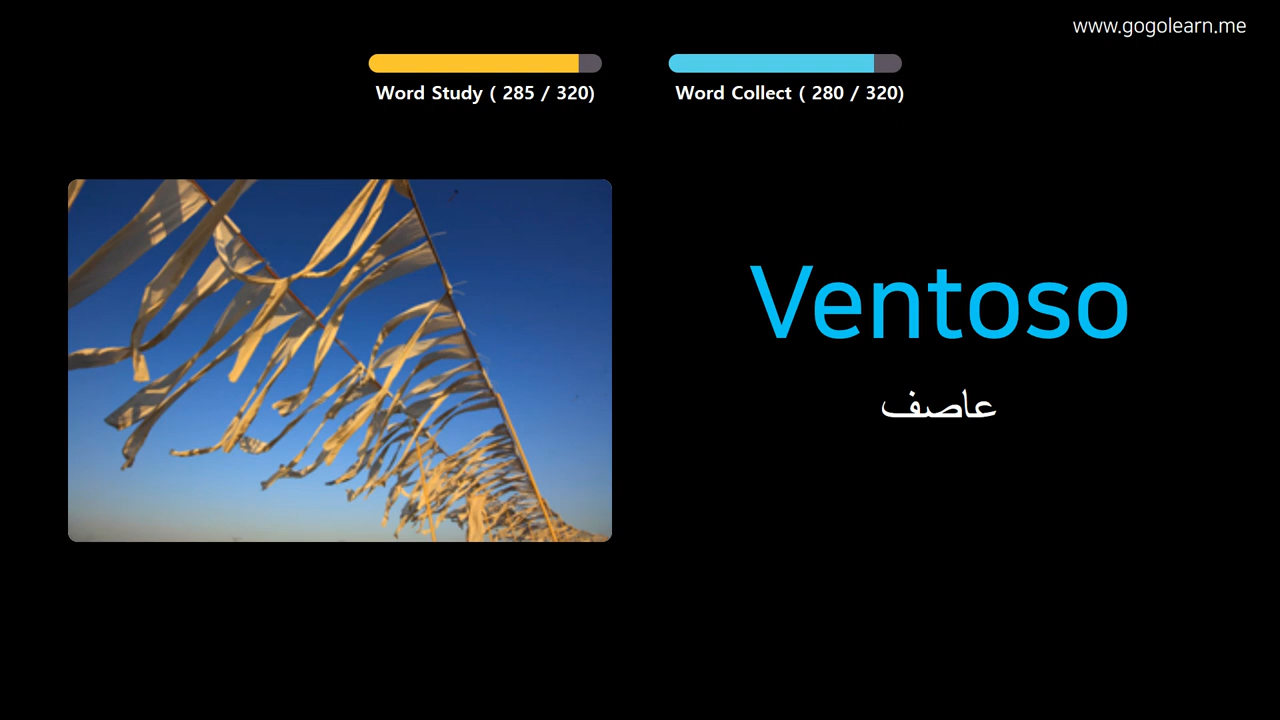 www.gogolearn.me
Word Study ( 285 / 320)
Word Collect ( 280 / 320)
Ventoso
عاصف